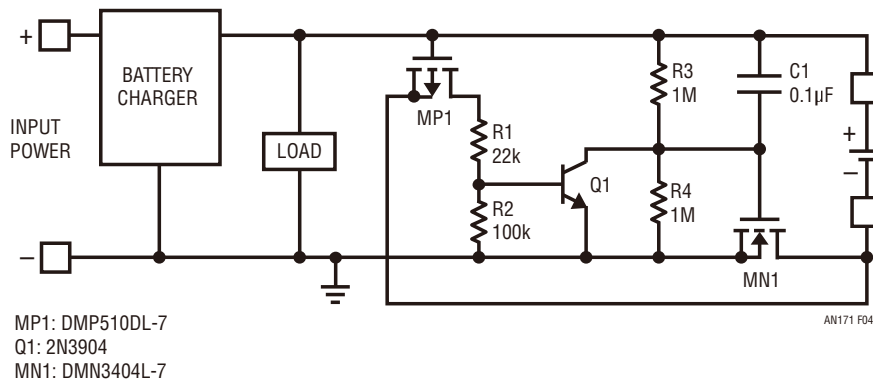 +
BATTERY
CHARGER
INPUT
POWER
−
LOAD
MP1
R1
22k
R2
100k
Q1
R3
1M
R4
1M
C1
0.1µF
+
−
MN1
MP1: DMP510DL-7
Q1: 2N3904
MN1: DMN3404L-7
AN171 F04